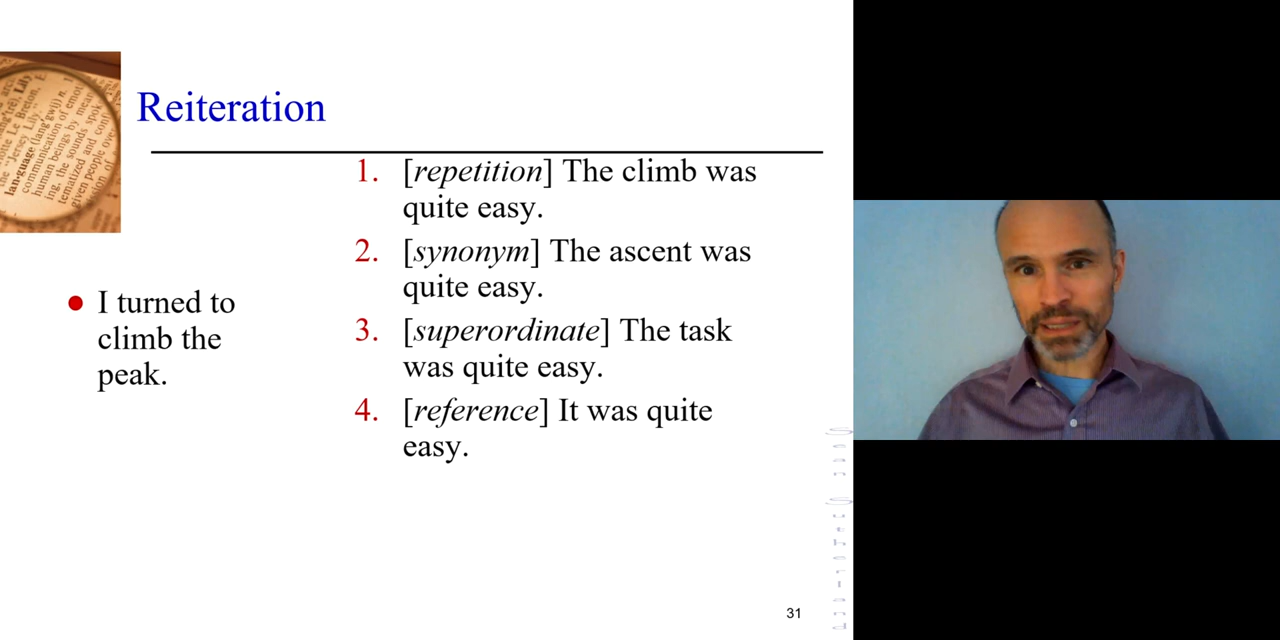 Reiteration
I turned to
climb the
peak.
1. [repetition] The climb was
quite easy.
2. [synonym] The ascent was
quite easy.
3. [superordinate] The task
was quite easy.
4. [reference] It was quite
easy.
31